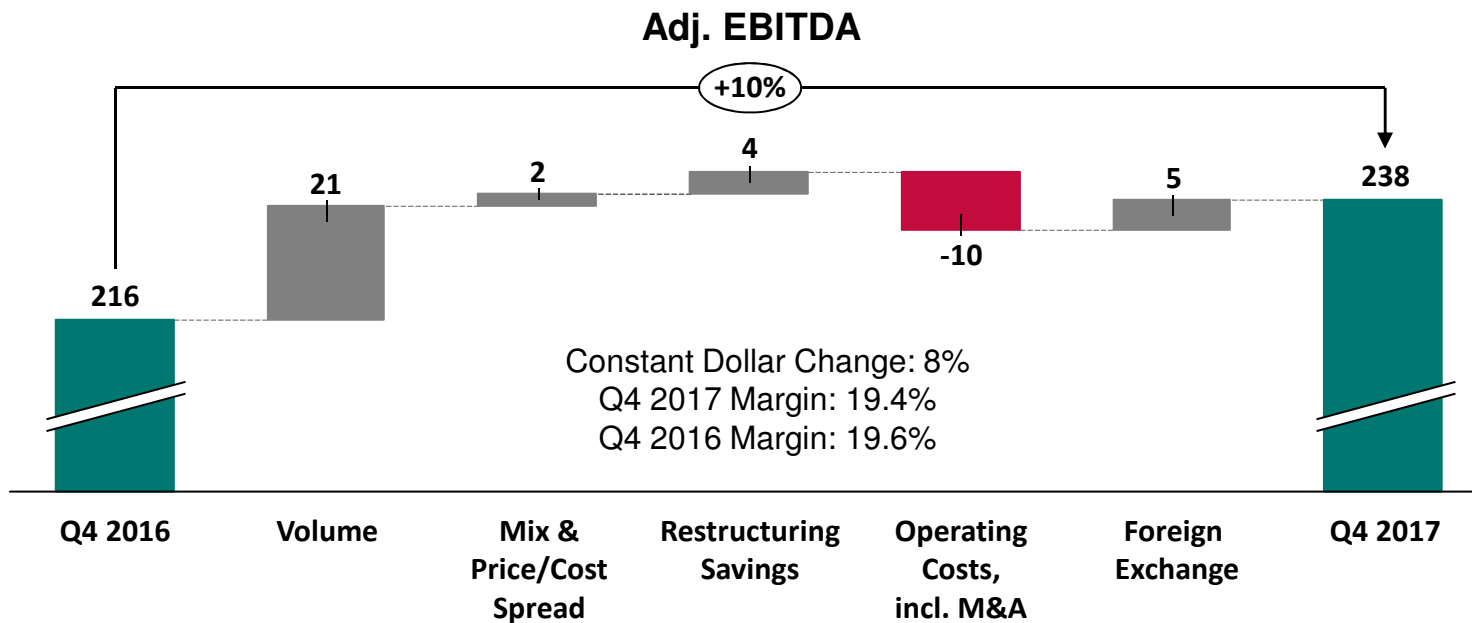 Adj. EBITDA
+10%
216
21
2
4
-10
5
238
Constant Dollar Change: 8%
Q4 2017 Margin: 19.4%
Q4 2016 Margin: 19.6%
Q4 2016
Volume
Mix &
Price/Cost
Spread
Restructuring
Savings
Operating
Costs,
incl. M&A
Foreign
Exchange
Q4 2017